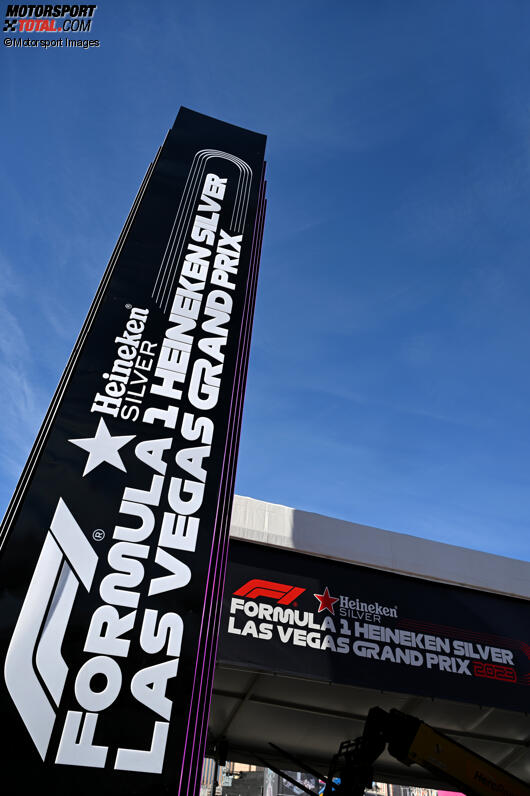 MOTORSPORT
TOTAL.COM
©Motorsport Images
Heineken®
SILVER
F1®
FORMULA 1 HEINEKEN SILVER
LAS VEGAS GRAND PRIX
F1
Heineken
SILVER
FORMULA 1 HEINEKEN SILVER
LAS VEGAS GRAND PRIX 2023